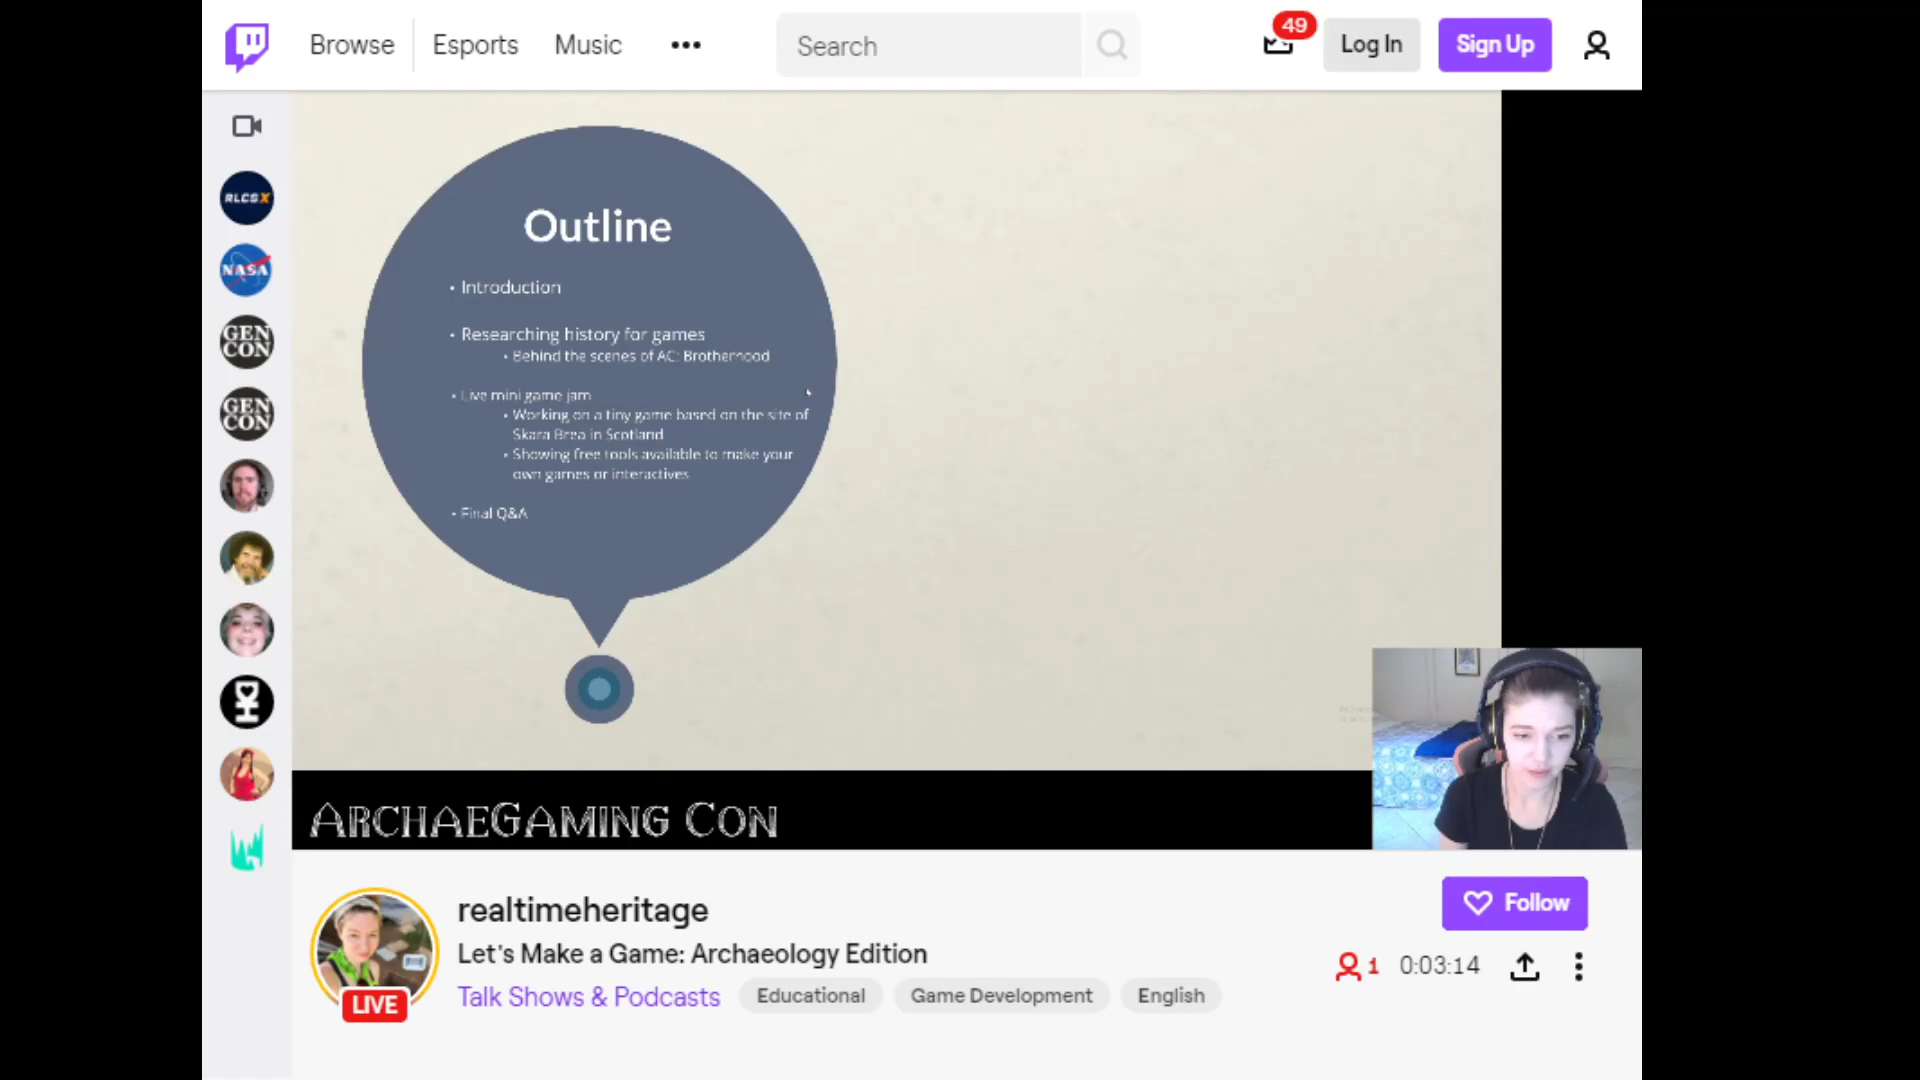 Browse
Esports
Music
Search
49
Log In
Sign Up
RLCS X
NASA
GEN
CON
GEN
CON
Outline
• Introduction
• Researching history for games
• Behind the scenes of AC: Brotherhood
• Live mini game jam
• Working on a tiny game based on the site of
Skara Brea in Scotland
• Showing free tools available to make your
own games or interactives
• Final Q&A
ARCHAEGAMING CON
realtimeheritage
Let's Make a Game: Archaeology Edition
Talk Shows & Podcasts
Educational
Game Development
English
LIVE
Follow
1
0:03:14